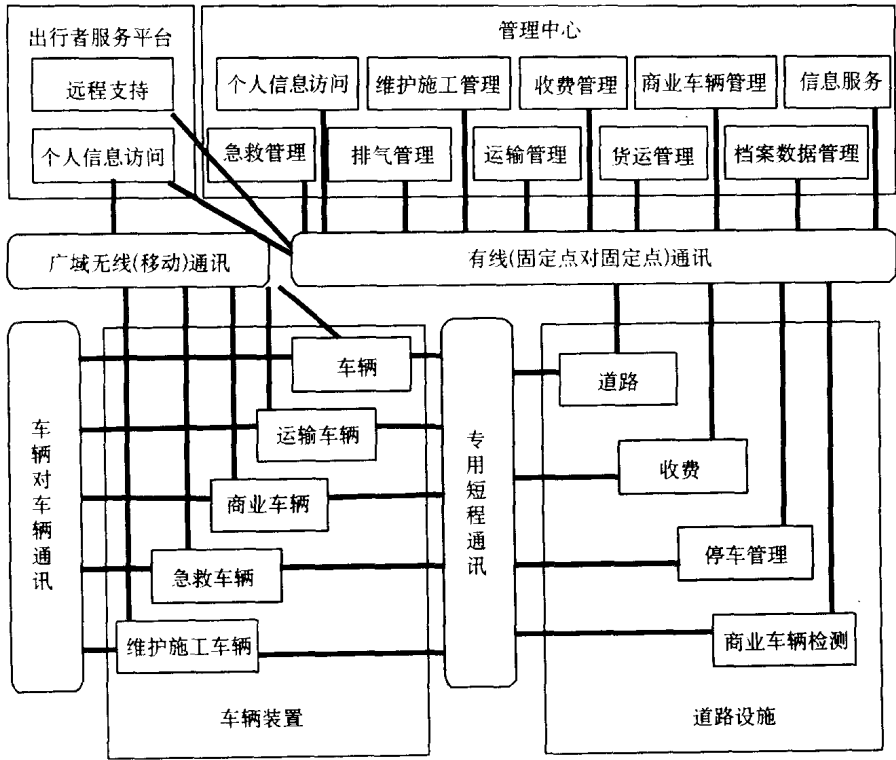 出行者服务平台
管理中心
远程支持
个人信息访问
个人信息访问
维护施工管理
收费管理
商业车辆管理
信息服务
急救管理
排气管理
运输管理
货运管理
档案数据管理
广域无线(移动)通讯
有线(固定点对固定点)通讯
车辆对车辆通讯
车辆
运输车辆
商业车辆
急救车辆
维护施工车辆
车辆装置
专用短程通讯
道路
收费
停车管理
商业车辆检测
道路设施